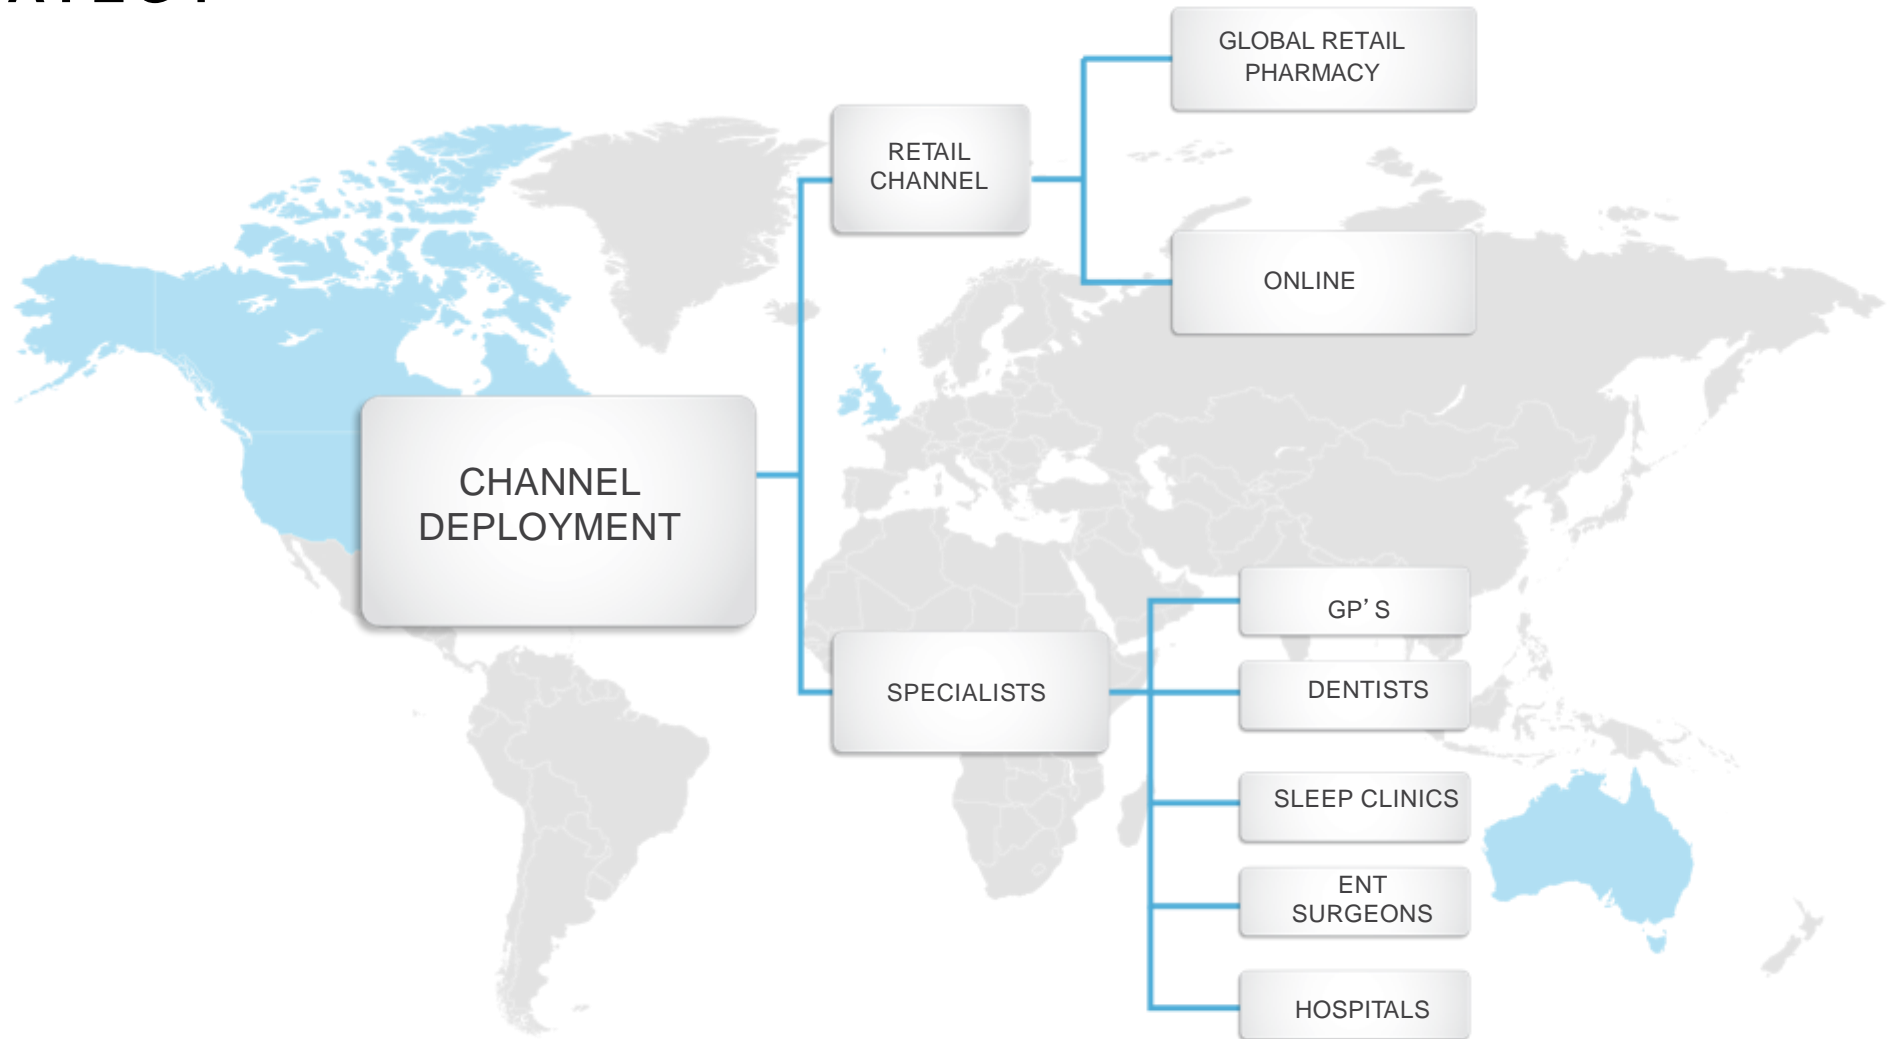 GLOBAL RETAIL
PHARMACY
RETAIL
CHANNEL
ONLINE
CHANNEL
DEPLOYMENT
GP'S
SPECIALISTS
DENTISTS
SLEEP CLINICS
ENT
SURGEONS
HOSPITALS